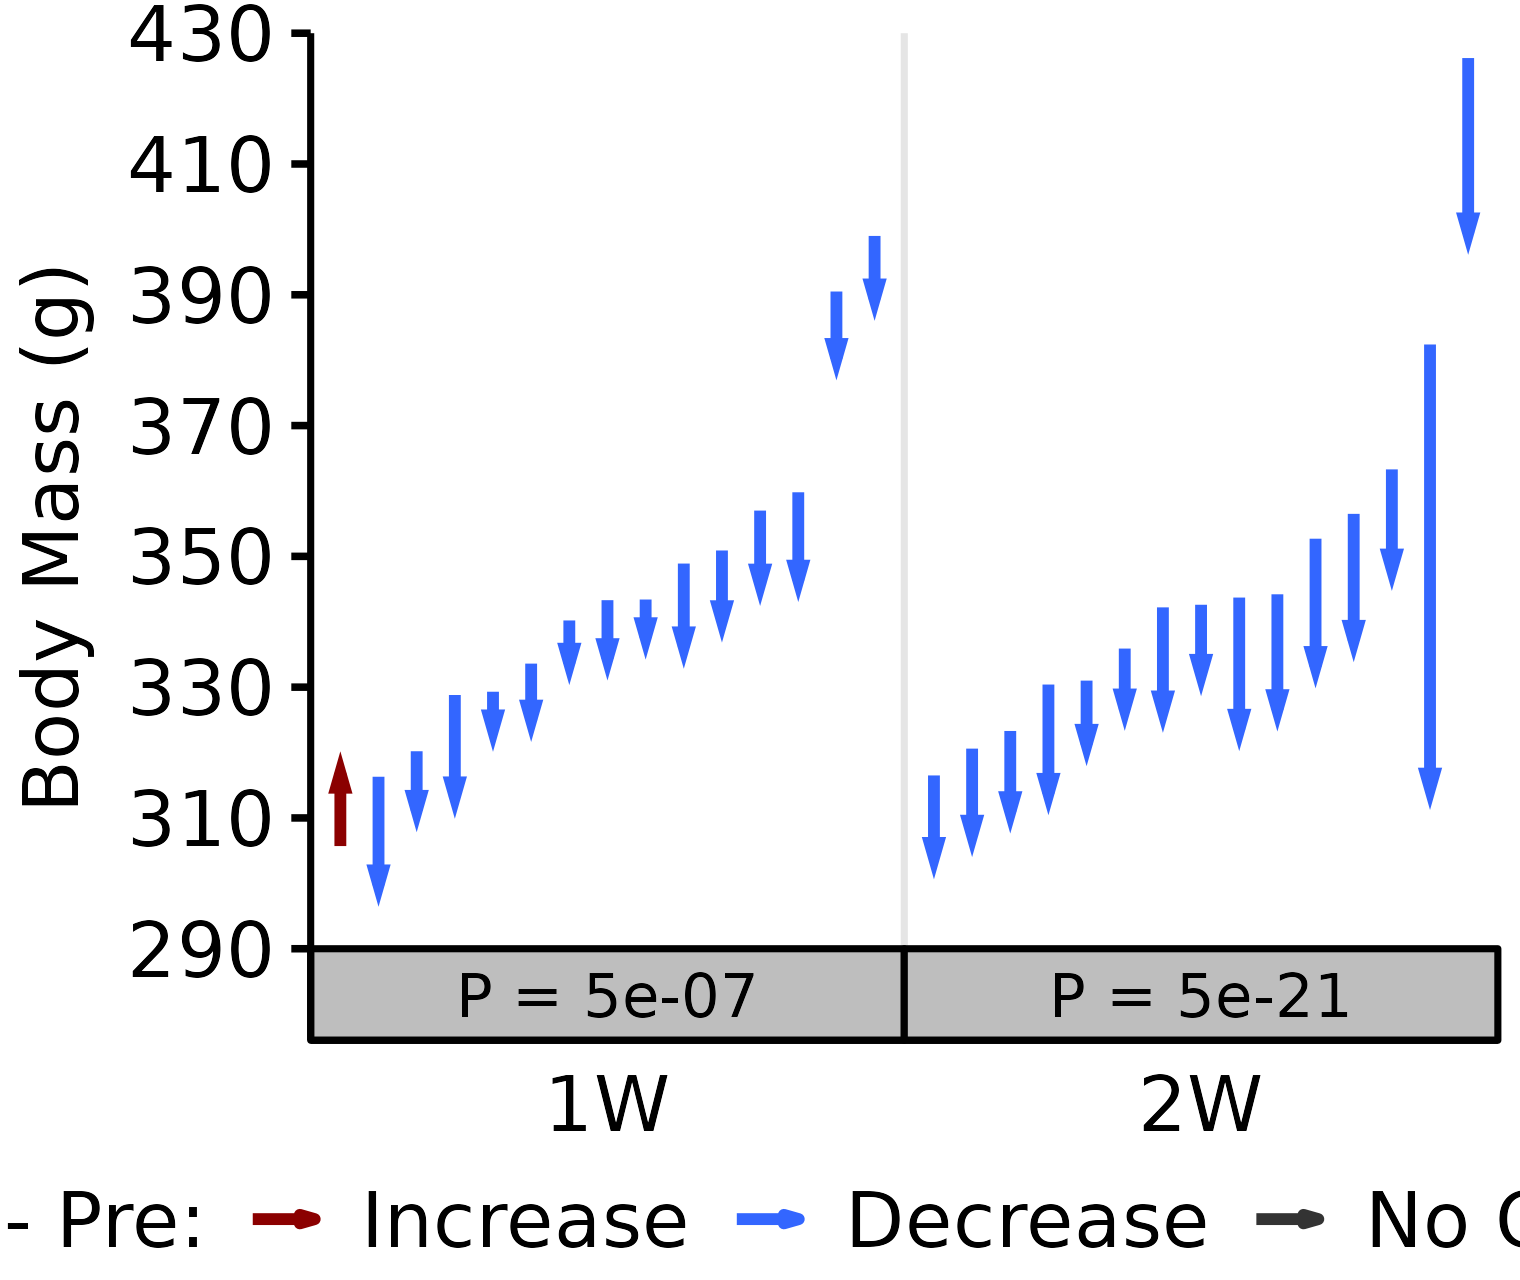 Body Mass (g)
430
410
390
370
350
330
310
290
P = 5e-07 P = 5e-21
1W 2W
- Pre: Increase Decrease No